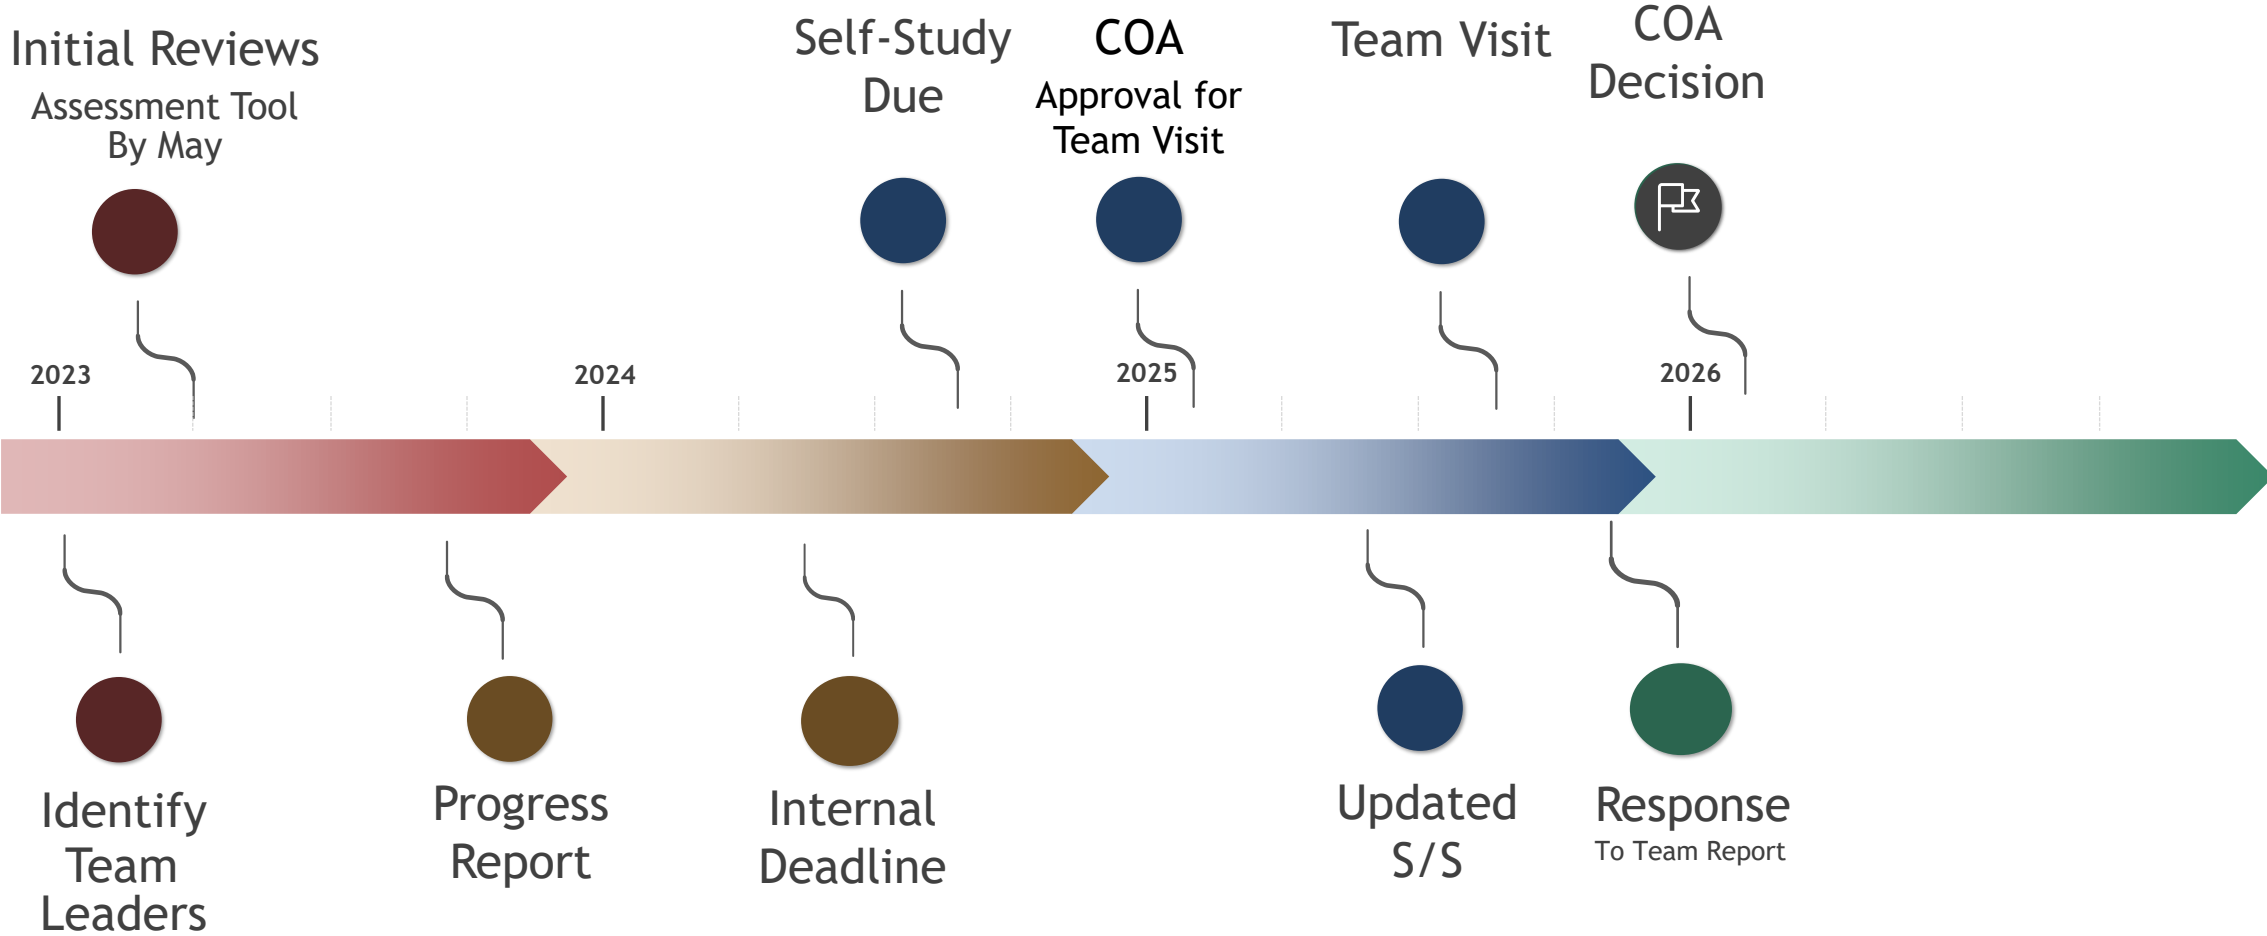 Initial Reviews
Assessment Tool
By May
Self-Study
Due
COA
Approval for
Team Visit
Team Visit
COA
Decision
2023
2024
2025
2026
Identify
Team
Leaders
Progress
Report
Internal
Deadline
Updated
S/S
Response
To Team Report